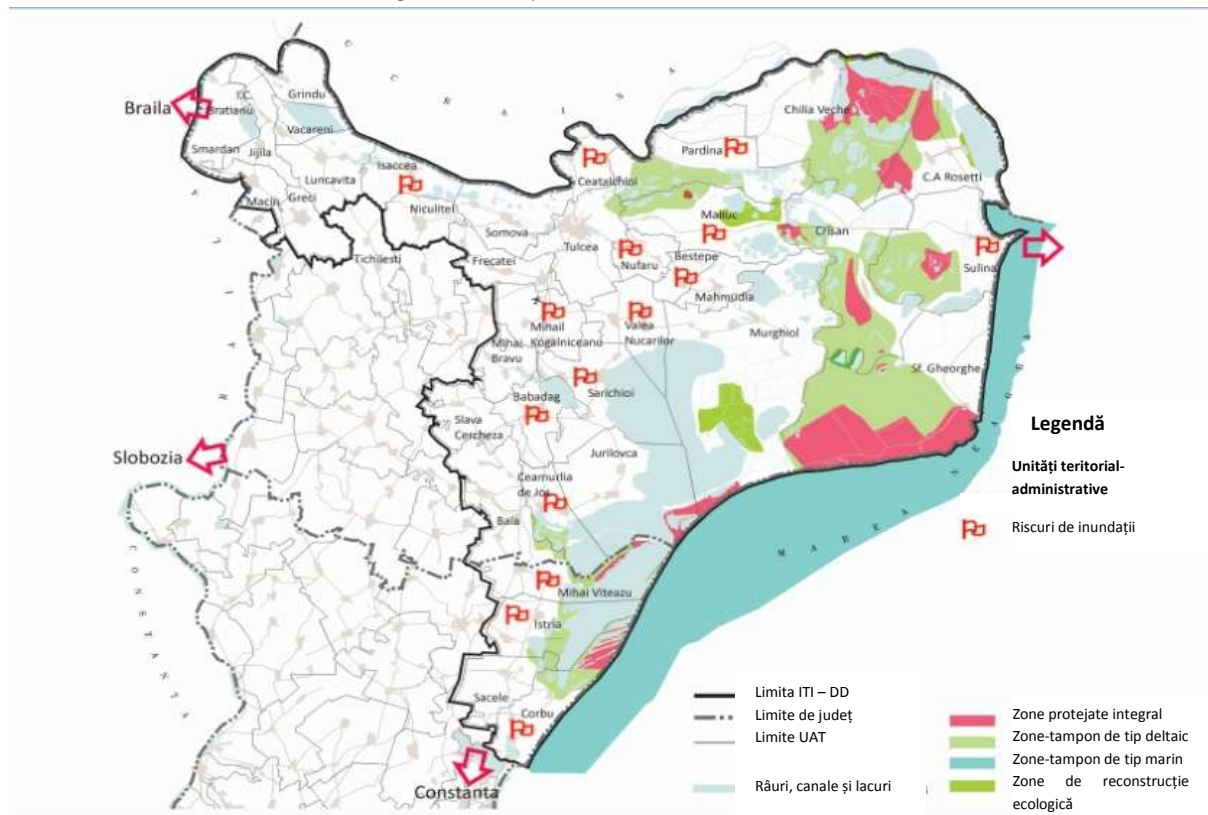 U C R A I N A
Braila
I.C.
Bratianu
Grindu
Vacareni
Smardan
Jijila
Luncavita
Isaccea
Macin
Greci
Niculitel
Ceatalchioi
Pardina
Chilia Veche
C.A Rosetti
Somova
Tulcea
Maliuc
Crisan
Tichilesti
Frecatei
Nufaru
Bestepe
Sulina
Mahmudia
Mihail
Kogalniceanu
Valea
Nucarilor
Murghiol
Mihai
Bravu
Sarichioi
Sf. Gheorghe
Babadag
Slava
Cercheza
Slobozia
Jurilovca
Ceamurlia
de Jos
Baia
M A R E A N E A G R A
C O N S T A N T A
Mihai Viteazu
Istria
Sacele
Corbu
Constanta
Legendă
Unități teritorial-
administrative
Riscuri de inundații
Limita ITI – DD
Limite de județ
Limite UAT
Râuri, canale și lacuri
Zone protejate integral
Zone-tampon de tip deltaic
Zone-tampon de tip marin
Zone de reconstrucție
ecologică